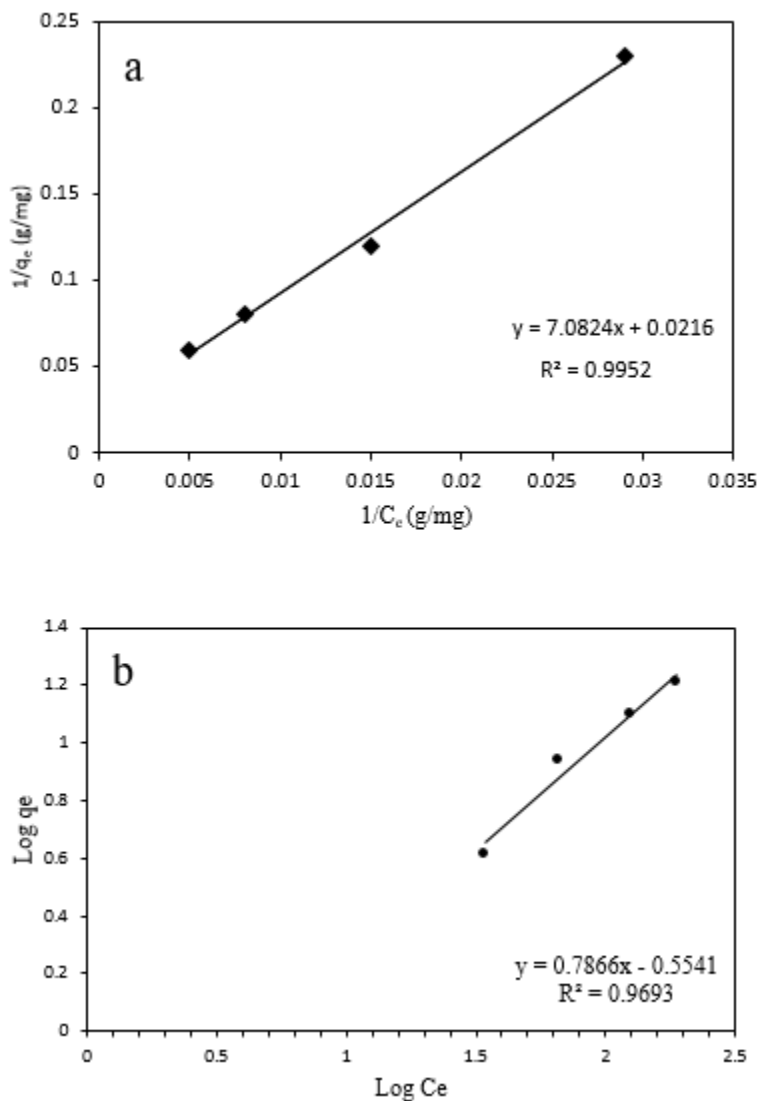 a
0.25
0.2
0.15
0.1
0.05
0
1/qe (g/mg)
y = 7.0824x + 0.0216
R² = 0.9952
0 0.005 0.01 0.015 0.02 0.025 0.03 0.035
1/Ce (g/mg)
b
1.4
1.2
1
0.8
0.6
0.4
0.2
0
Log qe
y = 0.7866x - 0.5541
R² = 0.9693
0 0.5 1 1.5 2 2.5
Log Ce